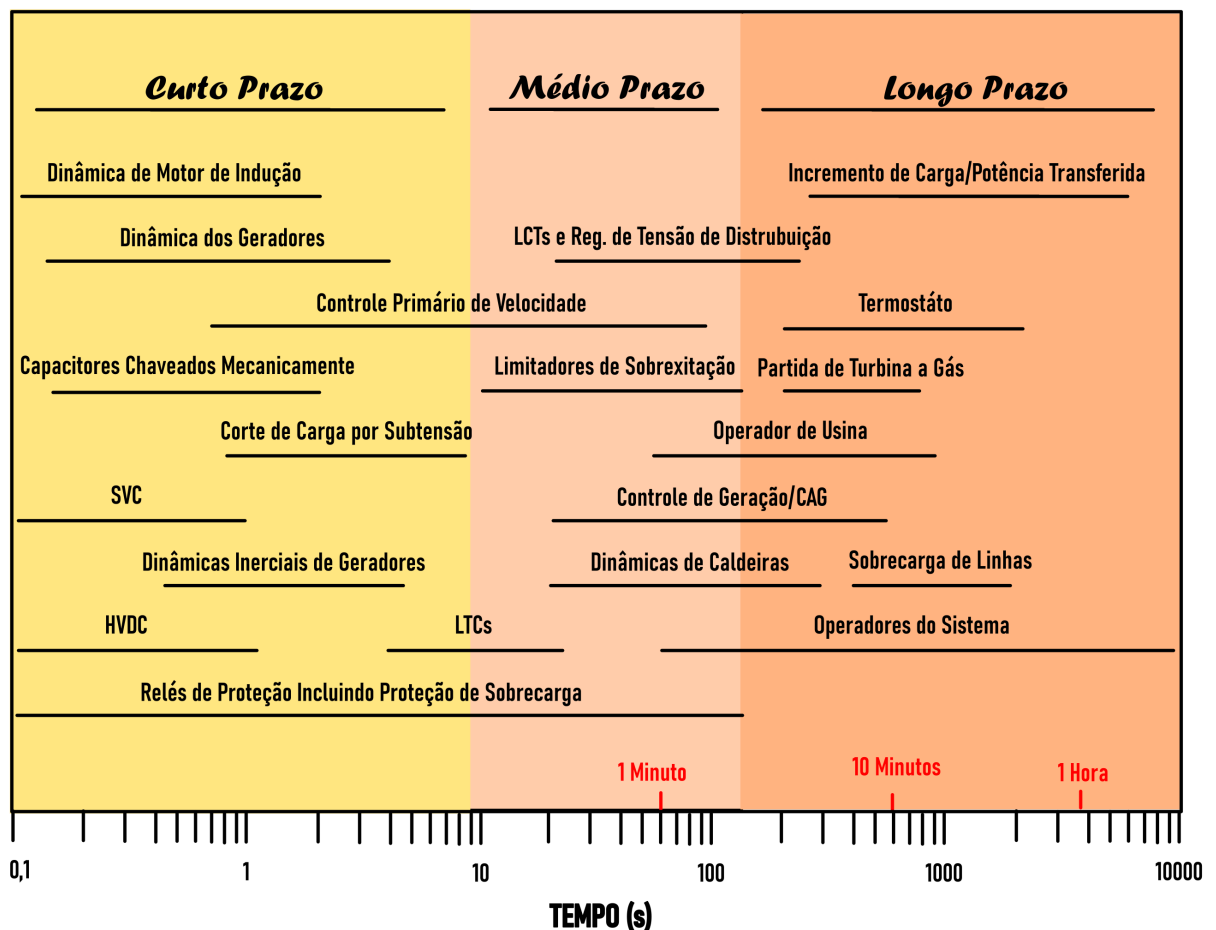 Curto Prazo
Médio Prazo
Longo Prazo
Dinâmica de Motor de Indução
Incremento de Carga/Potência Transferida
Dinâmica dos Geradores
LCTs e Reg. de Tensão de Distrubuição
Controle Primário de Velocidade
Termostáto
Capacitores Chaveados Mecanicamente
Limitadores de Sobrexitação
Partida de Turbina a Gás
Corte de Carga por Subtensão
Operador de Usina
SVC
Controle de Geração/CAG
Dinâmicas Inerciais de Geradores
Dinâmicas de Caldeiras
Sobrecarga de Linhas
HVDC
LTCs
Operadores do Sistema
Relés de Proteção Incluindo Proteção de Sobrecarga
1 Minuto
10 Minutos
1 Hora
0,1
1
10
100
1000
10000
TEMPO (s)